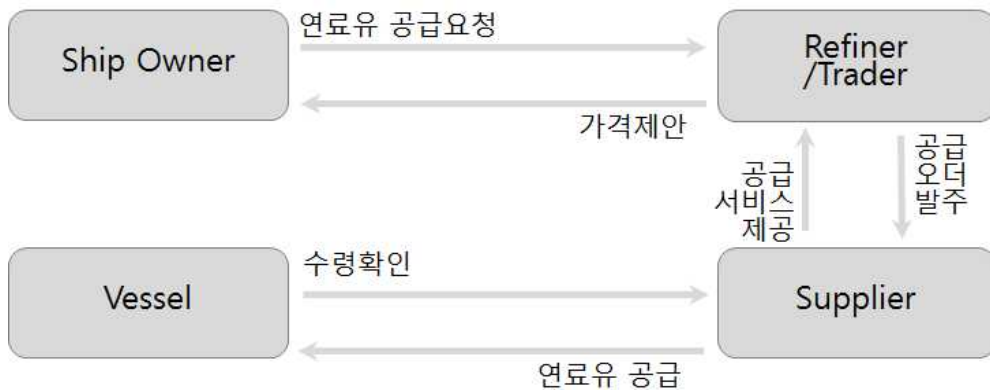 연료유 공급요청
Ship Owner
Refiner
/Trader
가격제안
공급
서비스
제공
공급
오더
발주
수령확인
Vessel
Supplier
연료유 공급